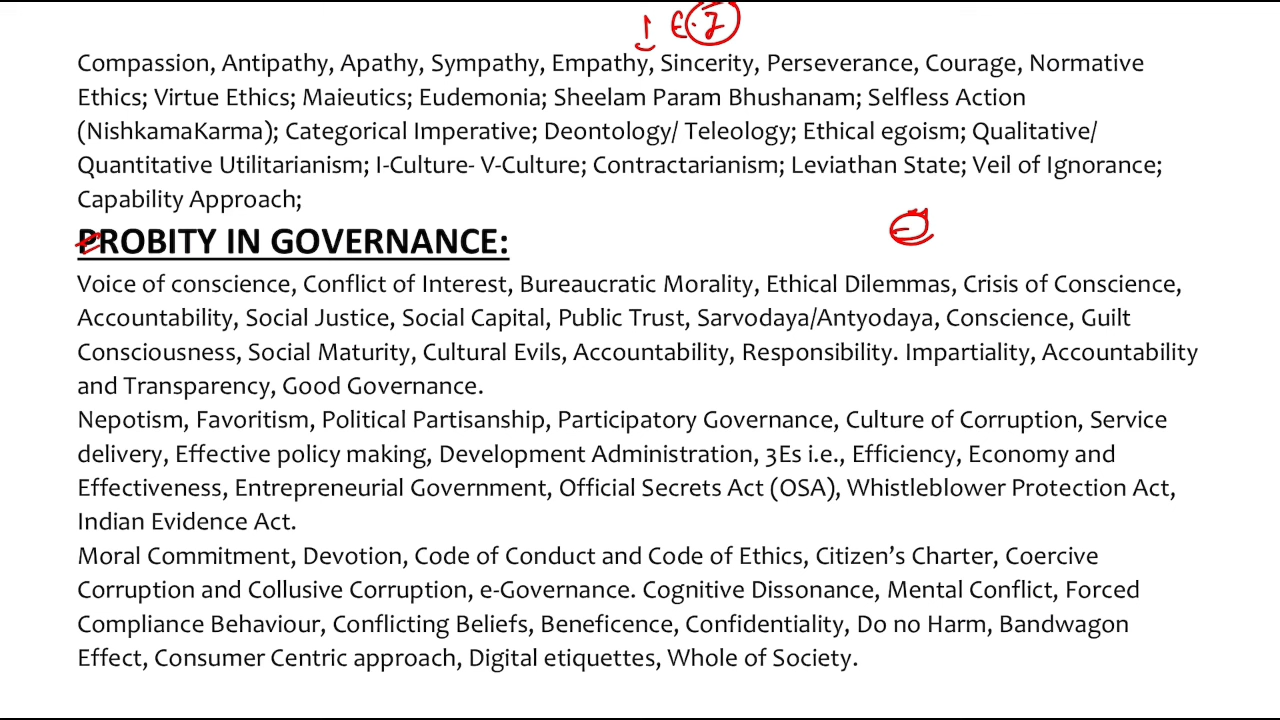 Compassion, Antipathy, Apathy, Sympathy, Empathy, Sincerity, Perseverance, Courage, Normative
Ethics; Virtue Ethics; Maieutics; Eudemonia; Sheelam Param Bhushanam; Selfless Action
(NishkamaKarma); Categorical Imperative; Deontology/ Teleology; Ethical egoism; Qualitative/
Quantitative Utilitarianism; I-Culture- V-Culture; Contractarianism; Leviathan State; Veil of Ignorance;
Capability Approach;
PROBITY IN GOVERNANCE:
Voice of conscience, Conflict of Interest, Bureaucratic Morality, Ethical Dilemmas, Crisis of Conscience,
Accountability, Social Justice, Social Capital, Public Trust, Sarvodaya/Antyodaya, Conscience, Guilt
Consciousness, Social Maturity, Cultural Evils, Accountability, Responsibility. Impartiality, Accountability
and Transparency, Good Governance.
Nepotism, Favoritism, Political Partisanship, Participatory Governance, Culture of Corruption, Service
delivery, Effective policy making, Development Administration, 3Es i.e., Efficiency, Economy and
Effectiveness, Entrepreneurial Government, Official Secrets Act (OSA), Whistleblower Protection Act,
Indian Evidence Act.
Moral Commitment, Devotion, Code of Conduct and Code of Ethics, Citizen's Charter, Coercive
Corruption and Collusive Corruption, e-Governance. Cognitive Dissonance, Mental Conflict, Forced
Compliance Behaviour, Conflicting Beliefs, Beneficence, Confidentiality, Do no Harm, Bandwagon
Effect, Consumer Centric approach, Digital etiquettes, Whole of Society.